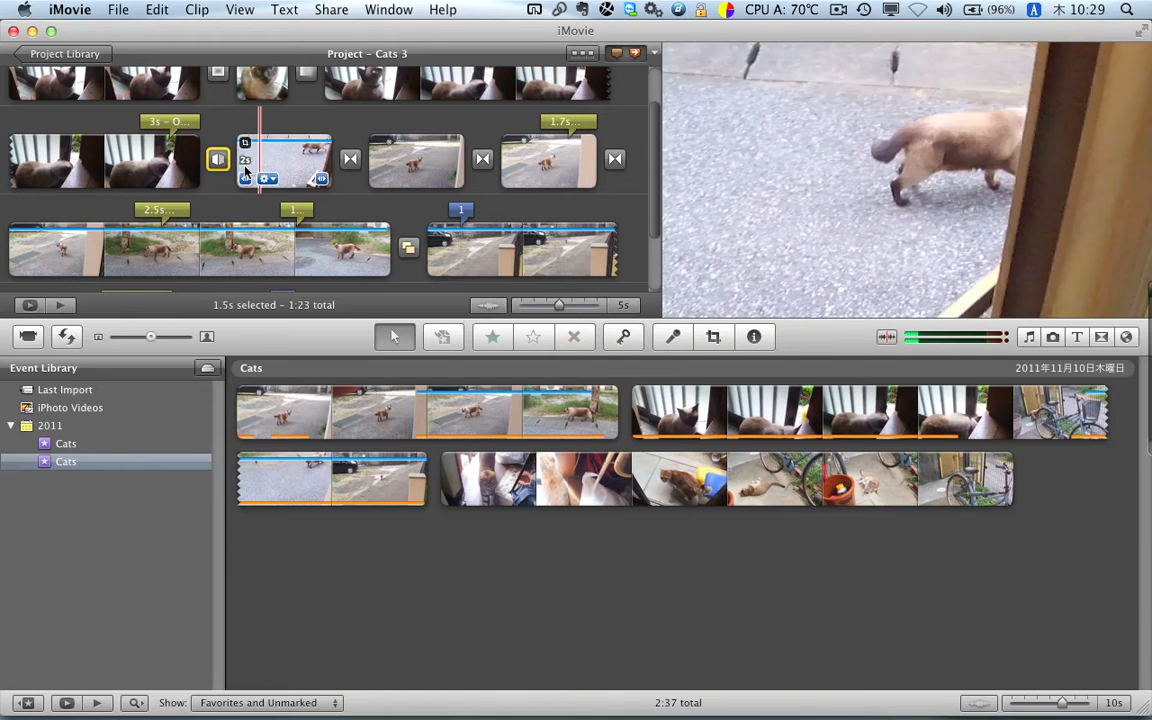 iMovie File Edit Clip View Text Share Window Help CPU A: 70℃ (96%) A 木 10:29
iMovie
Project Library
Project – Cats 3
3s – O...
1.7s...
2s
2.5s...
1...
1
1.5s selected – 1:23 total
5s
Event Library
Last Import
iPhoto Videos
2011
Cats
Cats
Cats
2011年11月10日木曜日
Show: Favorites and Unmarked
2:37 total
10s